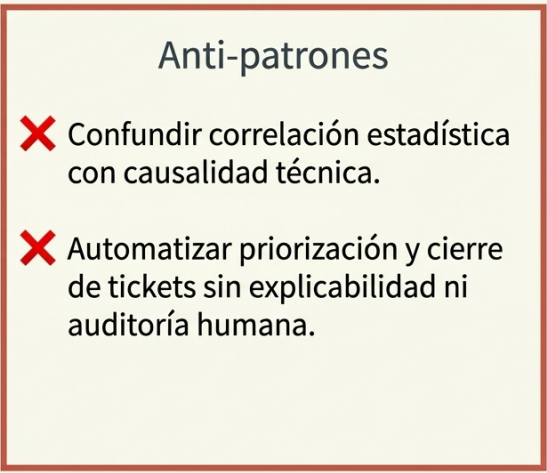 Anti-patrones
❌ Confundir correlación estadística
con causalidad técnica.
❌ Automatizar priorización y cierre
de tickets sin explicabilidad ni
auditoría humana.